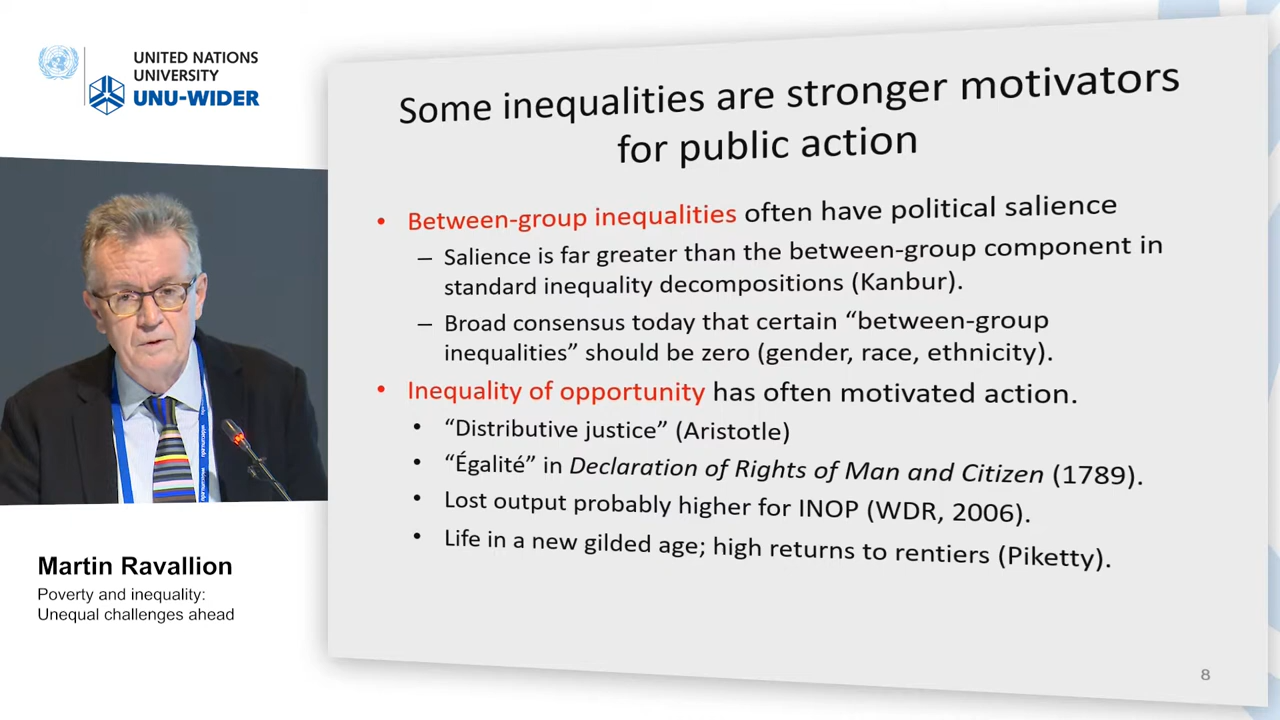 UNITED NATIONS
UNIVERSITY
UNU-WIDER
Some inequalities are stronger motivators
for public action
• Between-group inequalities often have political salience
– Salience is far greater than the between-group component in
standard inequality decompositions (Kanbur).
– Broad consensus today that certain “between-group
inequalities” should be zero (gender, race, ethnicity).
• Inequality of opportunity has often motivated action.
• “Distributive justice” (Aristotle)
• “Égalité” in Declaration of Rights of Man and Citizen (1789).
• Lost output probably higher for INOP (WDR, 2006).
• Life in a new gilded age; high returns to rentiers (Piketty).
8
Martin Ravallion
Poverty and inequality:
Unequal challenges ahead